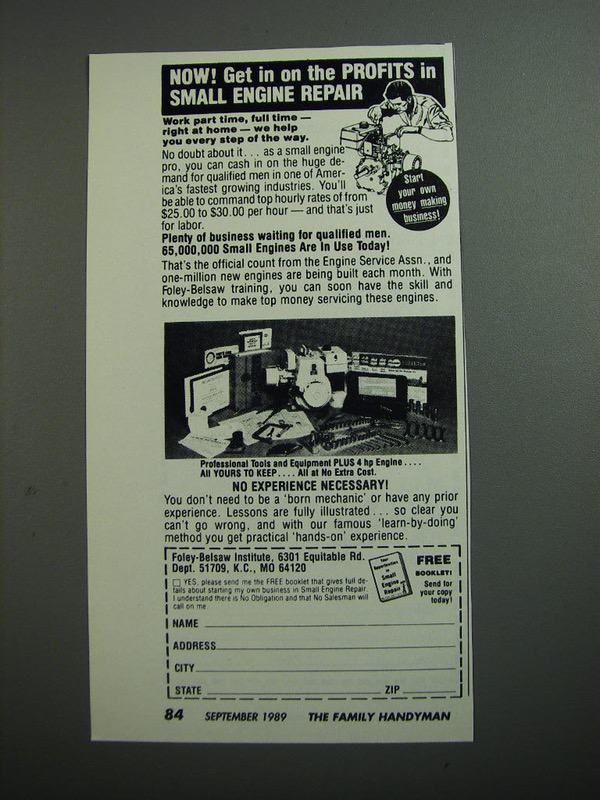 NOW! Get in on the PROFITS in
SMALL ENGINE REPAIR
Work part time, full time —
right at home — we help
you every step of the way.
No doubt about it... as a small engine
pro, you can cash in on the huge de-
mand for qualified men in one of Amer-
ica's fastest growing industries. You'll
be able to command top hourly rates of from
$25.00 to $30.00 per hour — and that's just
for labor.
Start
your own
money making
business!
Plenty of business waiting for qualified men.
65,000,000 Small Engines Are In Use Today!
That's the official count from the Engine Service Assn., and
one-million new engines are being built each month. With
Foley-Belsaw training, you can soon have the skill and
knowledge to make top money servicing these engines.
Professional Tools and Equipment PLUS 4 hp Engine....
All YOURS TO KEEP.... All at No Extra Cost.
NO EXPERIENCE NECESSARY!
You don't need to be a 'born mechanic' or have any prior
experience. Lessons are fully illustrated... so clear you
can't go wrong, and with our famous 'learn-by-doing'
method you get practical 'hands-on' experience.
Foley-Belsaw Institute, 6301 Equitable Rd.
Dept. 51709, K.C., MO 64120
YES, please send me the FREE booklet that gives full de-
tails about starting my own business in Small Engine Repair.
I understand there is No Obligation and that No Salesman will
call on me.
Your
Opportunities
in
Small
Engine
Repair
FREE
BOOKLET!
Send for
your copy
today!
NAME
ADDRESS
CITY
STATE ZIP
84 SEPTEMBER 1989 THE FAMILY HANDYMAN